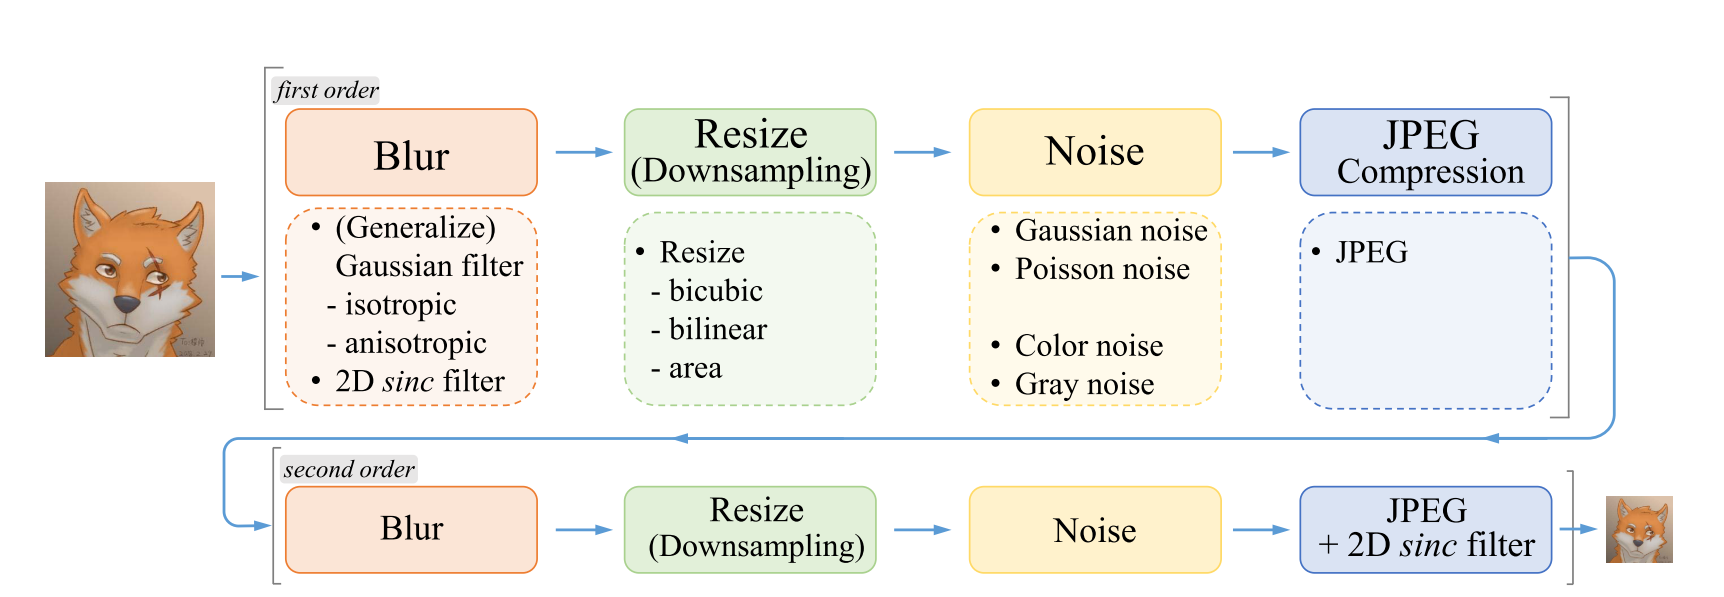 first order
Blur
Resize
(Downsampling)
Noise
JPEG
Compression
• (Generalize)
Gaussian filter
- isotropic
- anisotropic
• 2D sinc filter
• Resize
- bicubic
- bilinear
- area
• Gaussian noise
• Poisson noise
• Color noise
• Gray noise
• JPEG
second order
Blur
Resize
(Downsampling)
Noise
JPEG
+ 2D sinc filter